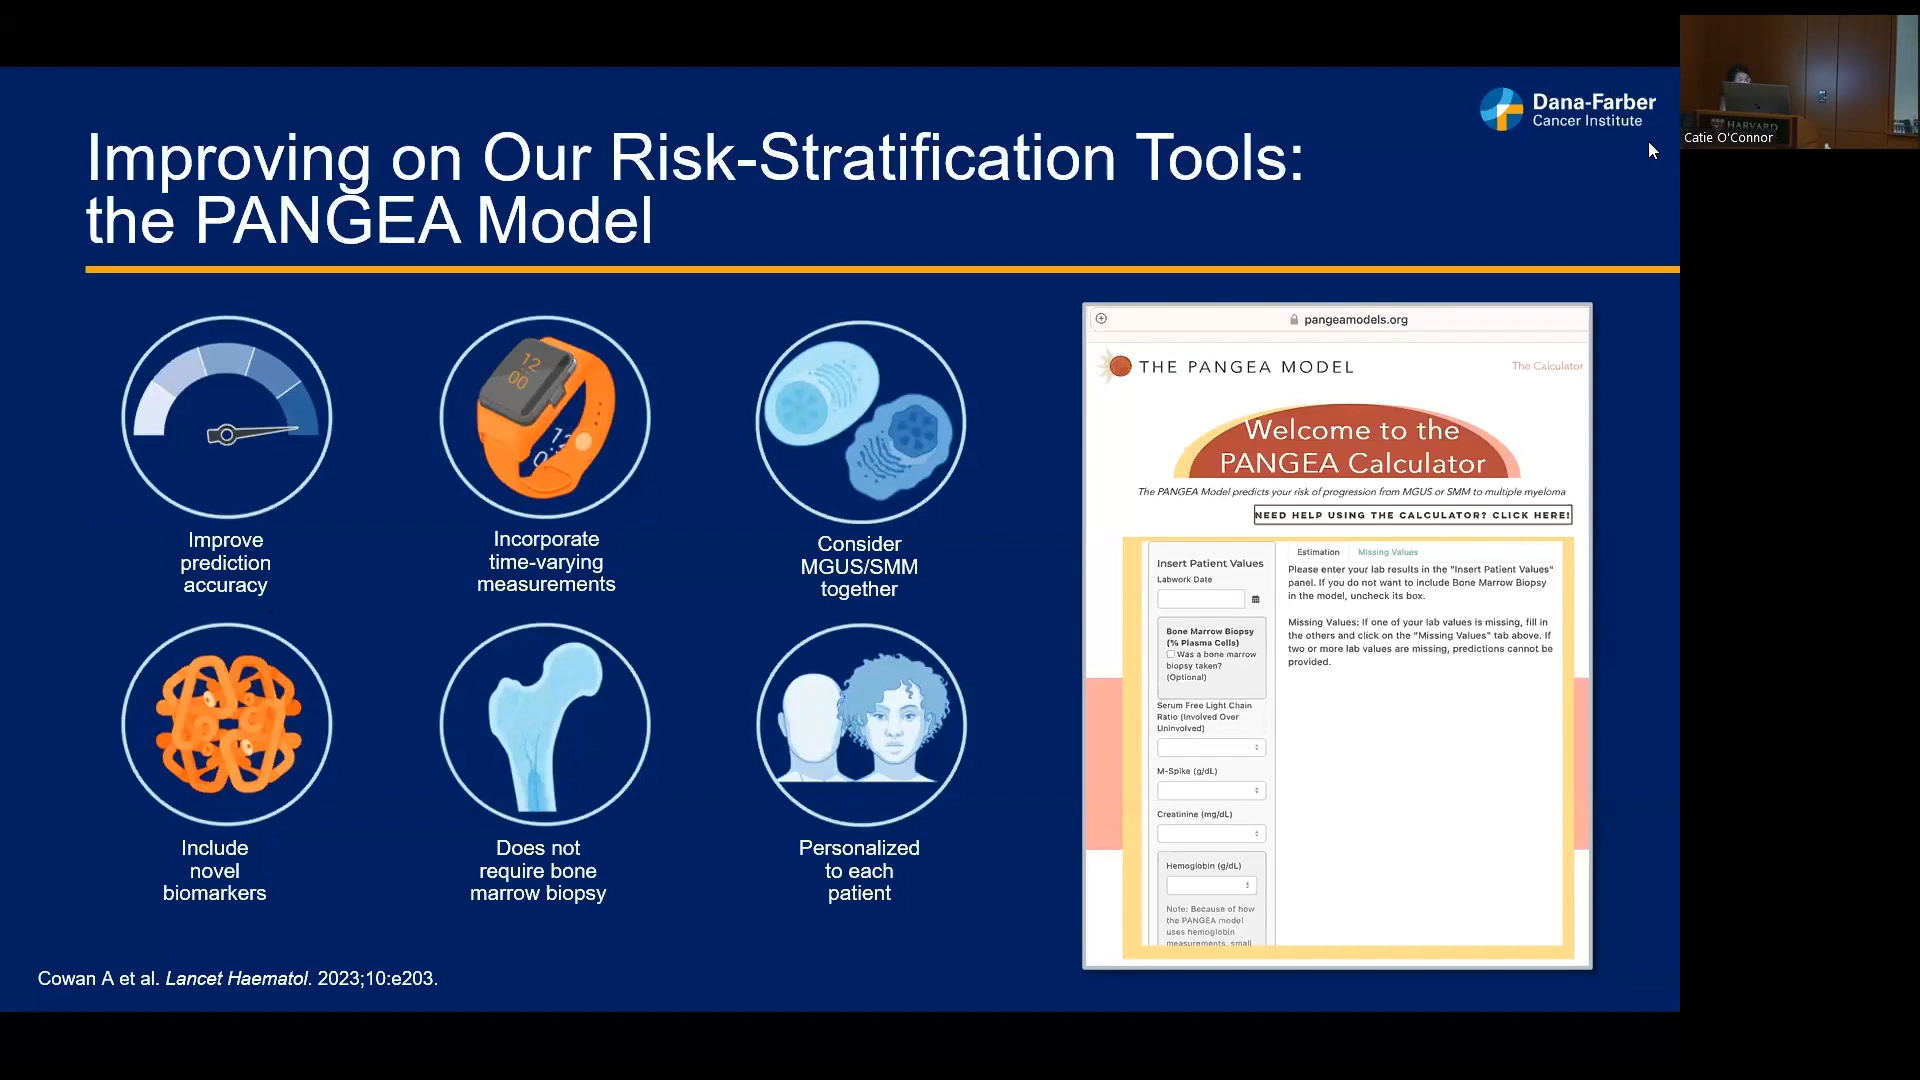 Improving on Our Risk-Stratification Tools:
the PANGEA Model
Dana-Farber
Cancer Institute
HARVARD
Catie O'Connor
12
00
Improve
prediction
accuracy
Incorporate
time-varying
measurements
Consider
MGUS/SMM
together
Include
novel
biomarkers
Does not
require bone
marrow biopsy
Personalized
to each
patient
pangeamodels.org
THE PANGEA MODEL
The Calculator
Welcome to the
PANGEA Calculator
The PANGEA Model predicts your risk of progression from MGUS or SMM to multiple myeloma
NEED HELP USING THE CALCULATOR? CLICK HERE!
Insert Patient Values
Labwork Date
Bone Marrow Biopsy
(% Plasma Cells)
Was a bone marrow
biopsy taken?
(Optional)
Serum Free Light Chain
Ratio (Involved Over
Uninvolved)
M-Spike (g/dL)
Creatinine (mg/dL)
Hemoglobin (g/dL)
Note: Because of how
the PANGEA model
uses hemoglobin
measurements, small
Estimation Missing Values
Please enter your lab results in the "Insert Patient Values"
panel. If you do not want to include Bone Marrow Biopsy
in the model, uncheck its box.
Missing Values: If one of your lab values is missing, fill in
the others and click on the "Missing Values" tab above. If
two or more lab values are missing, predictions cannot be
provided.
Cowan A et al. Lancet Haematol. 2023;10:e203.